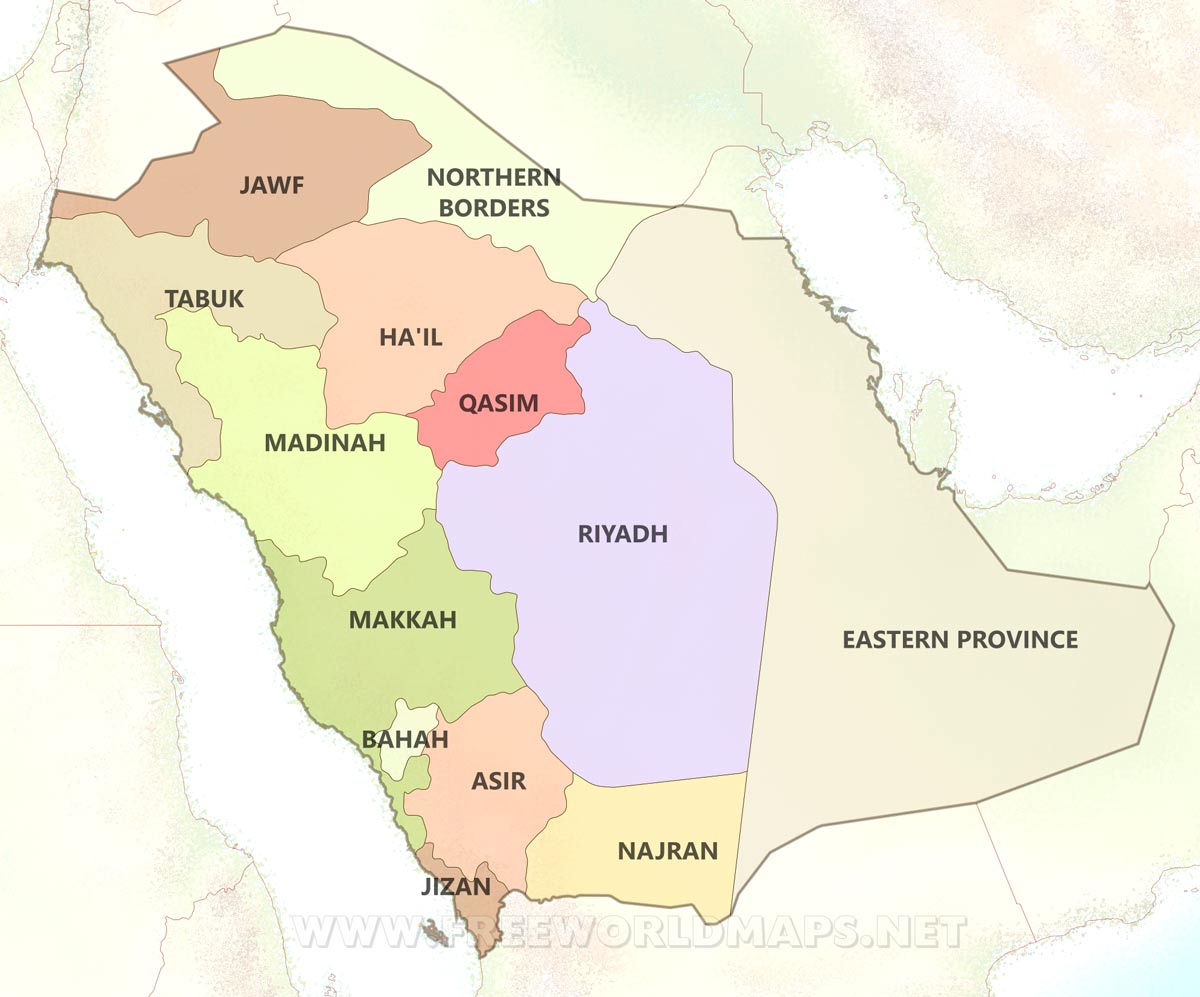 JAWF
NORTHERN
BORDERS
TABUK
HA'IL
QASIM
MADINAH
RIYADH
MAKKAH
EASTERN PROVINCE
BAHAH
ASIR
NAJRAN
JIZAN
WWW.FREEWORLDMAPS.NET